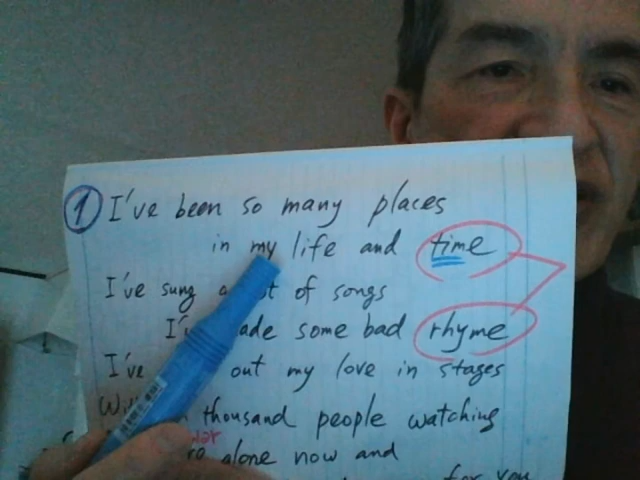 1 I've been so many places
in my life and time
I've sung of songs
some bad rhyme
I've out my love in stages
thousand people watching
alone now and
for you